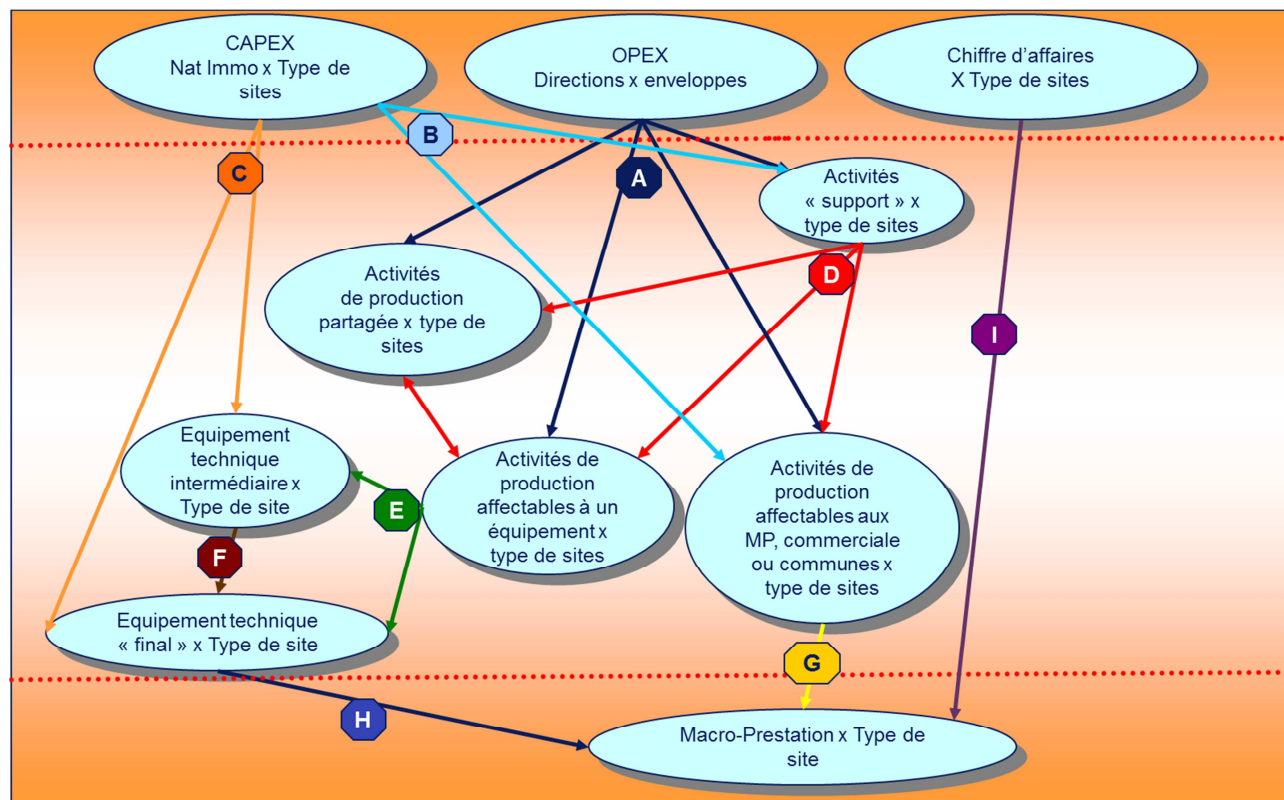 CAPEX
Nat Immo x Type de
sites
OPEX
Directions x enveloppes
Chiffre d’affaires
X Type de sites
B
C
A
Activités
« support » x
type de sites
Activités
de production
partagée x type de
sites
D
I
Equipement
technique
intermédiaire x
Type de site
Activités de
production
affectables à un
équipement x
type de sites
Activités de
production
affectables aux
MP, commerciale
ou communes x
type de sites
E
F
Equipement technique
« final » x Type de site
G
H
Macro-Prestation x Type de
site